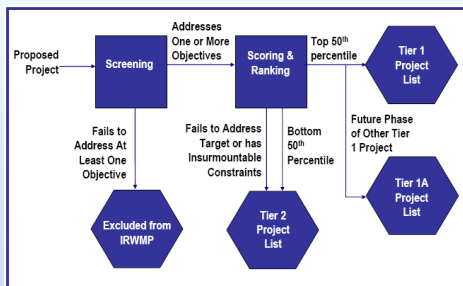 Proposed
Project
Screening
Addresses
One or More
Objectives
Scoring &
Ranking
Top 50th
percentile
Tier 1
Project
List
Fails to
Address At
Least One
Objective
Excluded from
IRWMP
Fails to Address
Target or has
Insurmountable
Constraints
Bottom
50th
Percentile
Tier 2
Project
List
Future Phase
of Other Tier
1 Project
Tier 1A
Project
List